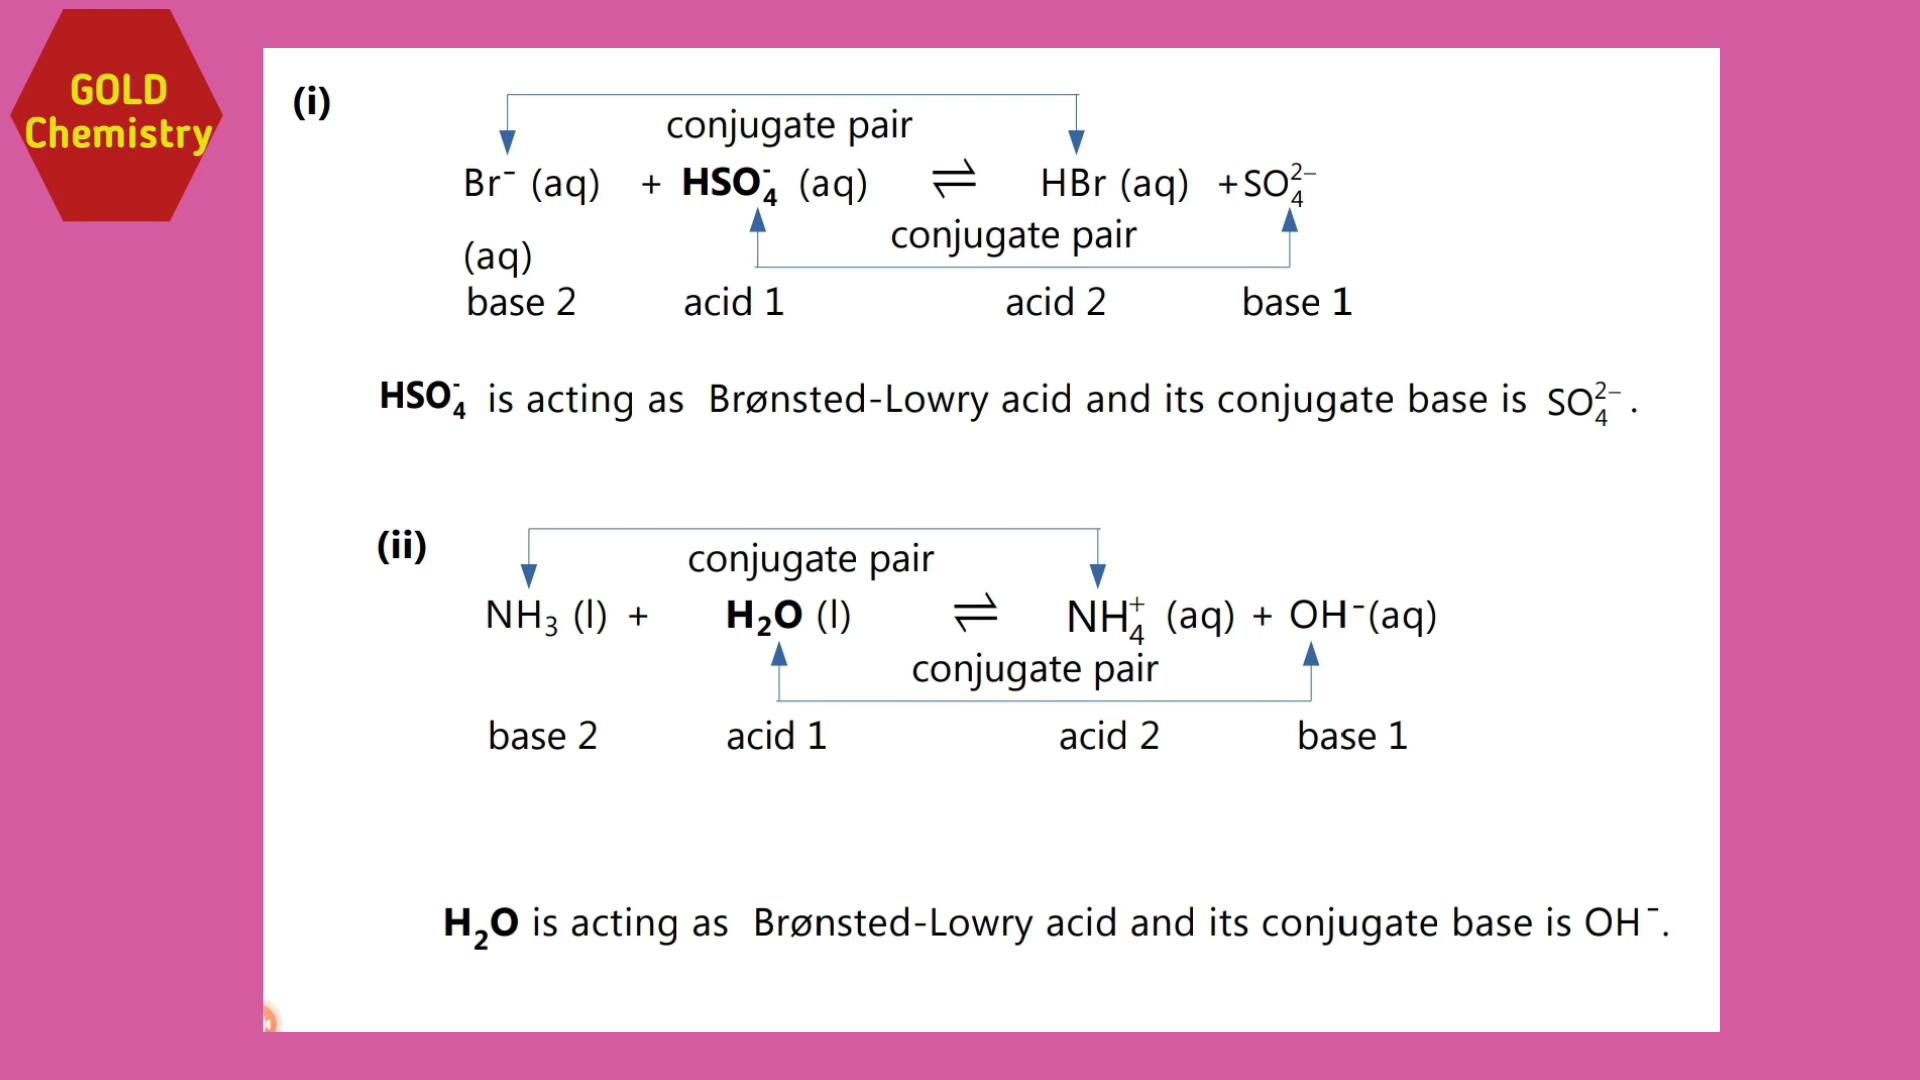 GOLD
Chemistry
(i)
conjugate pair
Br⁻ (aq) + HSO₄⁻ (aq) ⇌ HBr (aq) +SO₄²⁻
(aq)
conjugate pair
base 2 acid 1 acid 2 base 1
HSO₄⁻ is acting as Brønsted-Lowry acid and its conjugate base is SO₄²⁻ .
(ii)
conjugate pair
NH₃ (l) + H₂O (l) ⇌ NH₄⁺ (aq) + OH⁻(aq)
conjugate pair
base 2 acid 1 acid 2 base 1
H₂O is acting as Brønsted-Lowry acid and its conjugate base is OH⁻.